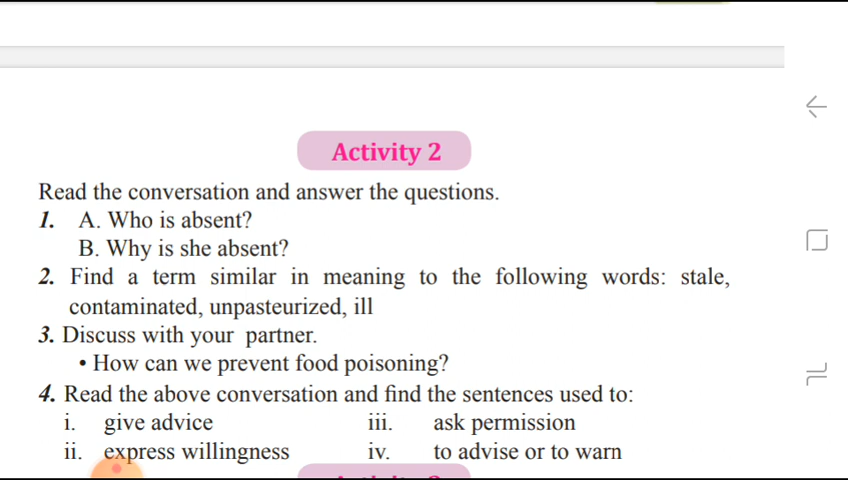 Activity 2
Read the conversation and answer the questions.
1. A. Who is absent?
B. Why is she absent?
2. Find a term similar in meaning to the following words: stale,
contaminated, unpasteurized, ill
3. Discuss with your partner.
• How can we prevent food poisoning?
4. Read the above conversation and find the sentences used to:
i. give advice iii. ask permission
ii. express willingness iv. to advise or to warn